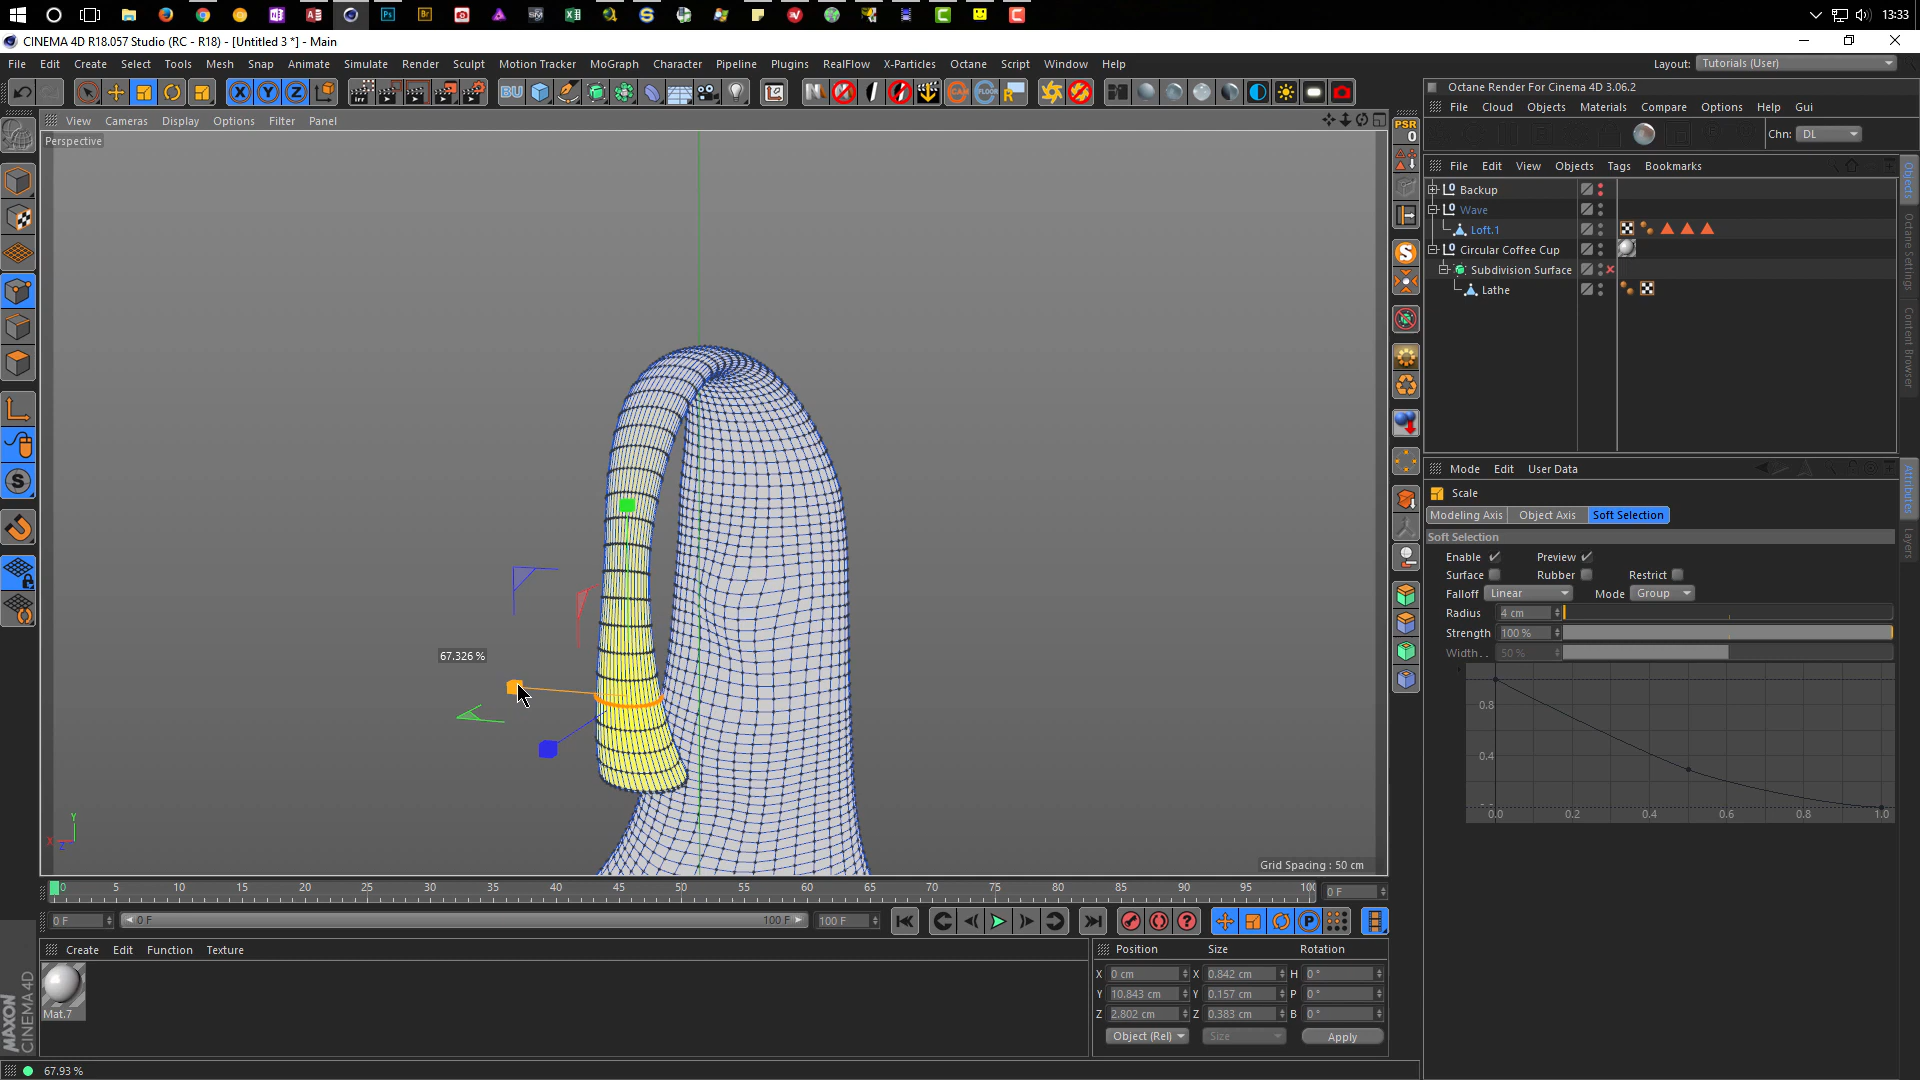 13:33
CINEMA 4D R18.057 Studio (RC - R18) - [Untitled 3 *] - Main
File Edit Create Select Tools Mesh Snap Animate Simulate Render Sculpt Motion Tracker MoGraph Character Pipeline Plugins RealFlow X-Particles Octane Script Window Help
Layout: Tutorials (User)
Octane Render For Cinema 4D 3.06.2
File Cloud Objects Materials Compare Options Help Gui
Chn: DL
View Cameras Display Options Filter Panel
Perspective
PSR
0
File Edit View Objects Tags Bookmarks
Backup
Wave
Loft.1
Circular Coffee Cup
Subdivision Surface
Lathe
Objects
Octane Settings
Content Browser
Mode Edit User Data
Attributes
Layers
Scale
Modeling Axis Object Axis Soft Selection
Soft Selection
Enable Preview
Surface Rubber Restrict
Falloff Linear Mode Group
Radius 4 cm
Strength 100 %
Width . . 50 %
0.8
0.4
0.0 0.2 0.4 0.6 0.8 1.0
67.326 %
Y
X
Z
Grid Spacing : 50 cm
0 5 10 15 20 25 30 35 40 45 50 55 60 65 70 75 80 85 90 95 100
0 F
0 F 0 F 100 F 100 F
Create Edit Function Texture
Mat.7
Position Size Rotation
X 0 cm X 0.842 cm H 0 °
Y 10.843 cm Y 0.157 cm P 0 °
Z 2.802 cm Z 0.383 cm B 0 °
Object (Rel) Size Apply
MAXON
CINEMA 4D
67.93 %